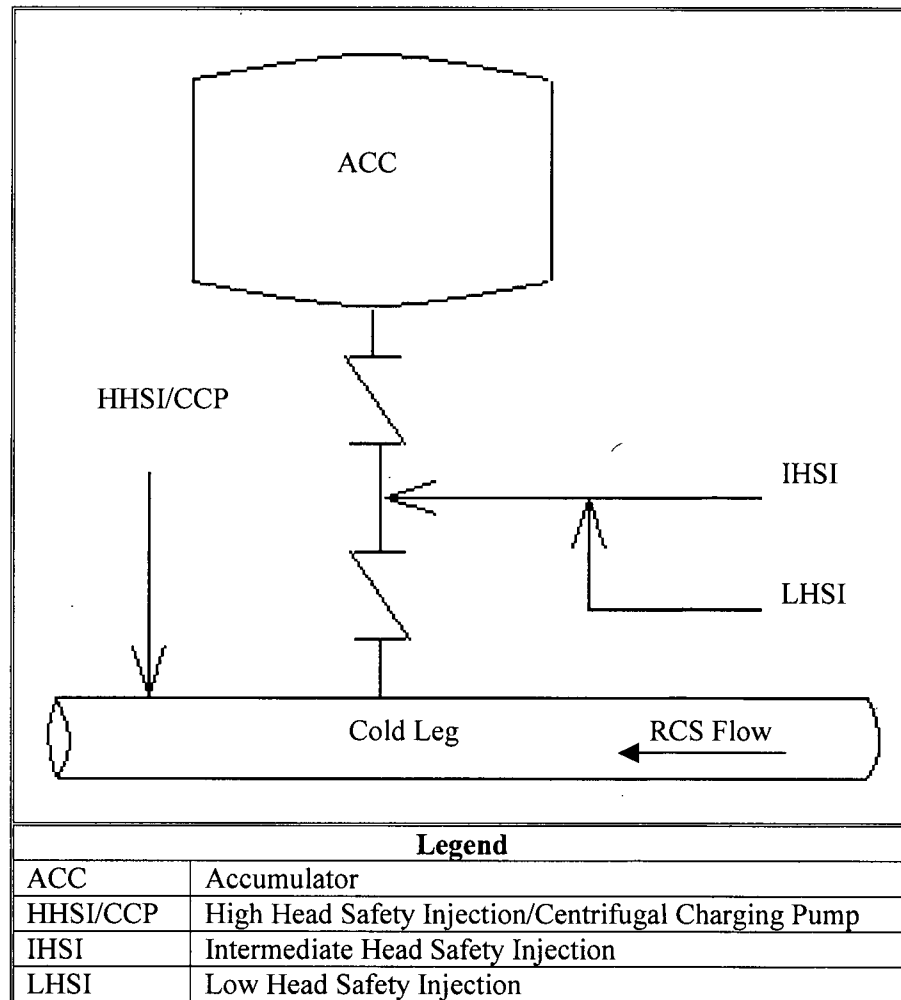 ACC
HHSI/CCP
IHSI
LHSI
Cold Leg
RCS Flow
Legend
ACC Accumulator
HHSI/CCP High Head Safety Injection/Centrifugal Charging Pump
IHSI Intermediate Head Safety Injection
LHSI Low Head Safety Injection